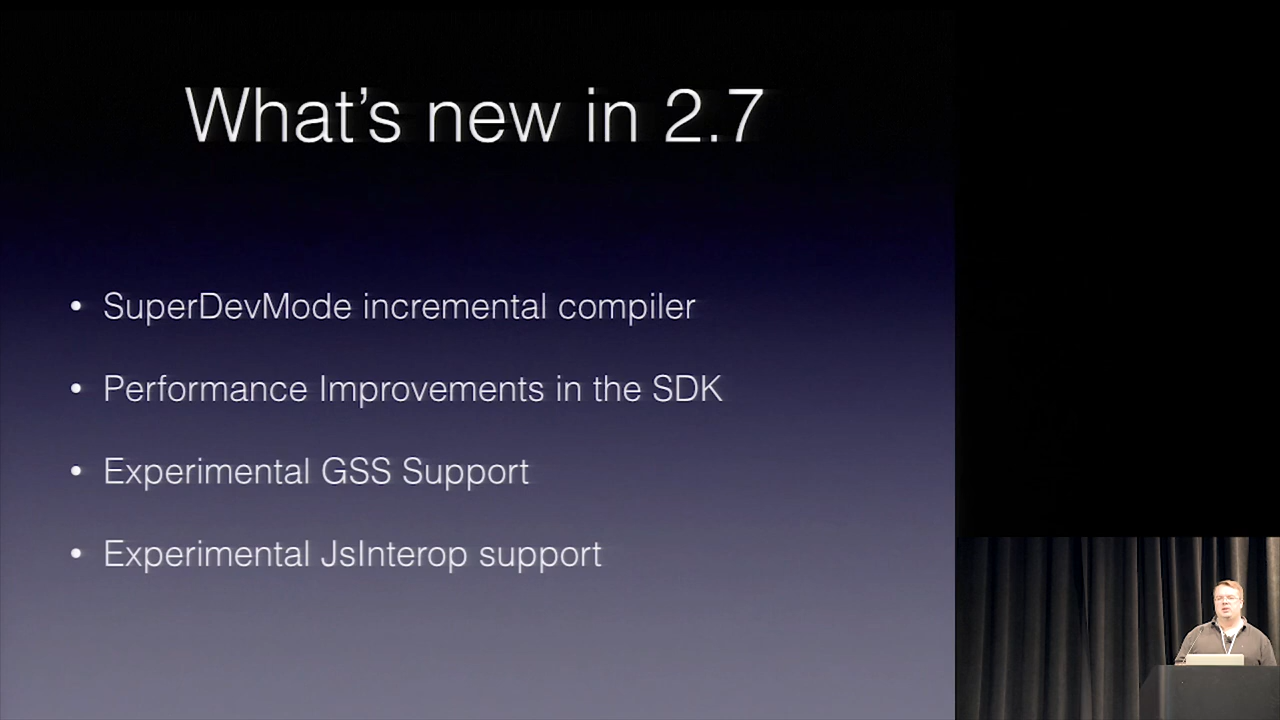 What's new in 2.7
• SuperDevMode incremental compiler
• Performance Improvements in the SDK
• Experimental GSS Support
• Experimental JsInterop support